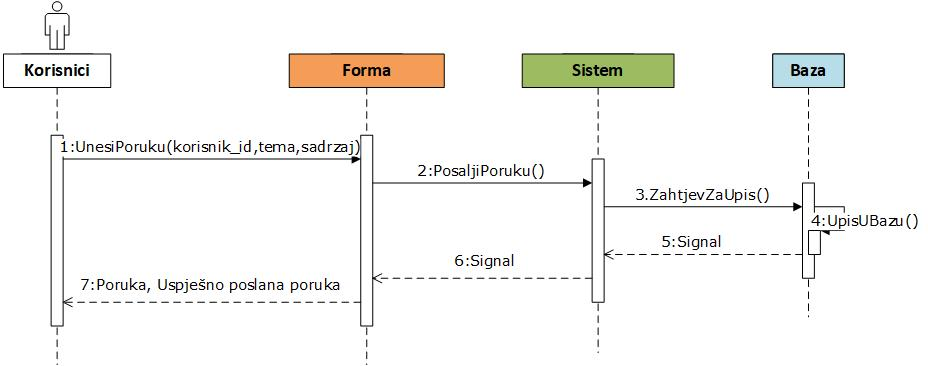 Korisnici
Forma
Sistem
Baza
1:UnesiPoruku(korisnik_id,tema,sadrzaj)
2:PosaljiPoruku()
3.ZahtjevZaUpis()
4:UpisUBazu()
5:Signal
6:Signal
7:Poruka, Uspješno poslana poruka